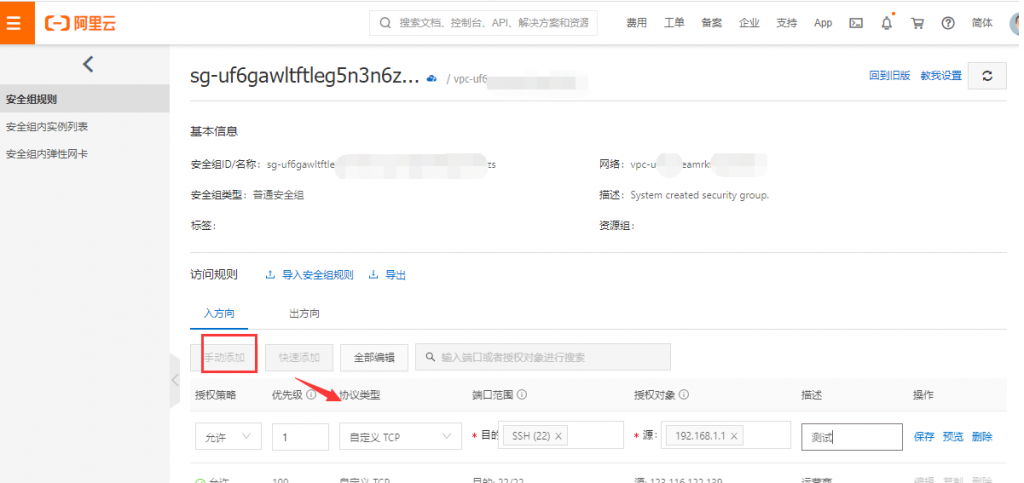 阿里云 搜索文档、控制台、API、解决方案和资源 费用 工单 备案 企业 支持 App 简体
sg-uf6gawltftleg5n3n6z... / vpc-uf6 回到旧版 教我设置
安全组规则
安全组内实例列表
安全组内弹性网卡
基本信息
安全组ID/名称: sg-uf6gawltftle zs 网络: vpc-u eamrk
安全组类型: 普通安全组 描述: System created security group.
标签: 资源组:
访问规则 导入安全组规则 导出
入方向 出方向
手动添加 快速添加 全部编辑 输入端口或者授权对象进行搜索
授权策略 优先级 协议类型 端口范围 授权对象 描述 操作
允许 1 自定义 TCP * 目的 SSH (22) × * 源: 192.168.1.1 × 测试 保存 预览 删除
允许 100 自定义 TCP 目的: 22/22 源: 123.116.122.139 运营商 编辑 复制 删除